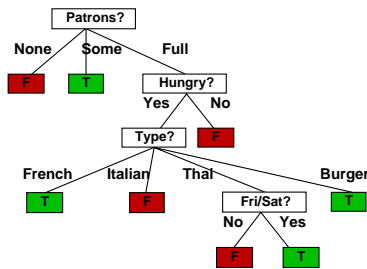 Patrons?
None Some Full
F T Hungry?
Yes No
Type? F
French Italian Thai Burger
T F Fri/Sat? T
No Yes
F T